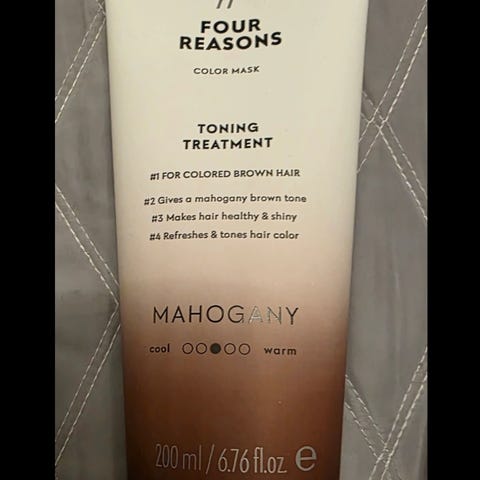 FOUR
REASONS
COLOR MASK
TONING
TREATMENT
#1 FOR COLORED BROWN HAIR
#2 Gives a mahogany brown tone
#3 Makes hair healthy & shiny
#4 Refreshes & tones hair color
MAHOGANY
cool ○○●○○ warm
200 ml / 6.76 fl.oz ℮